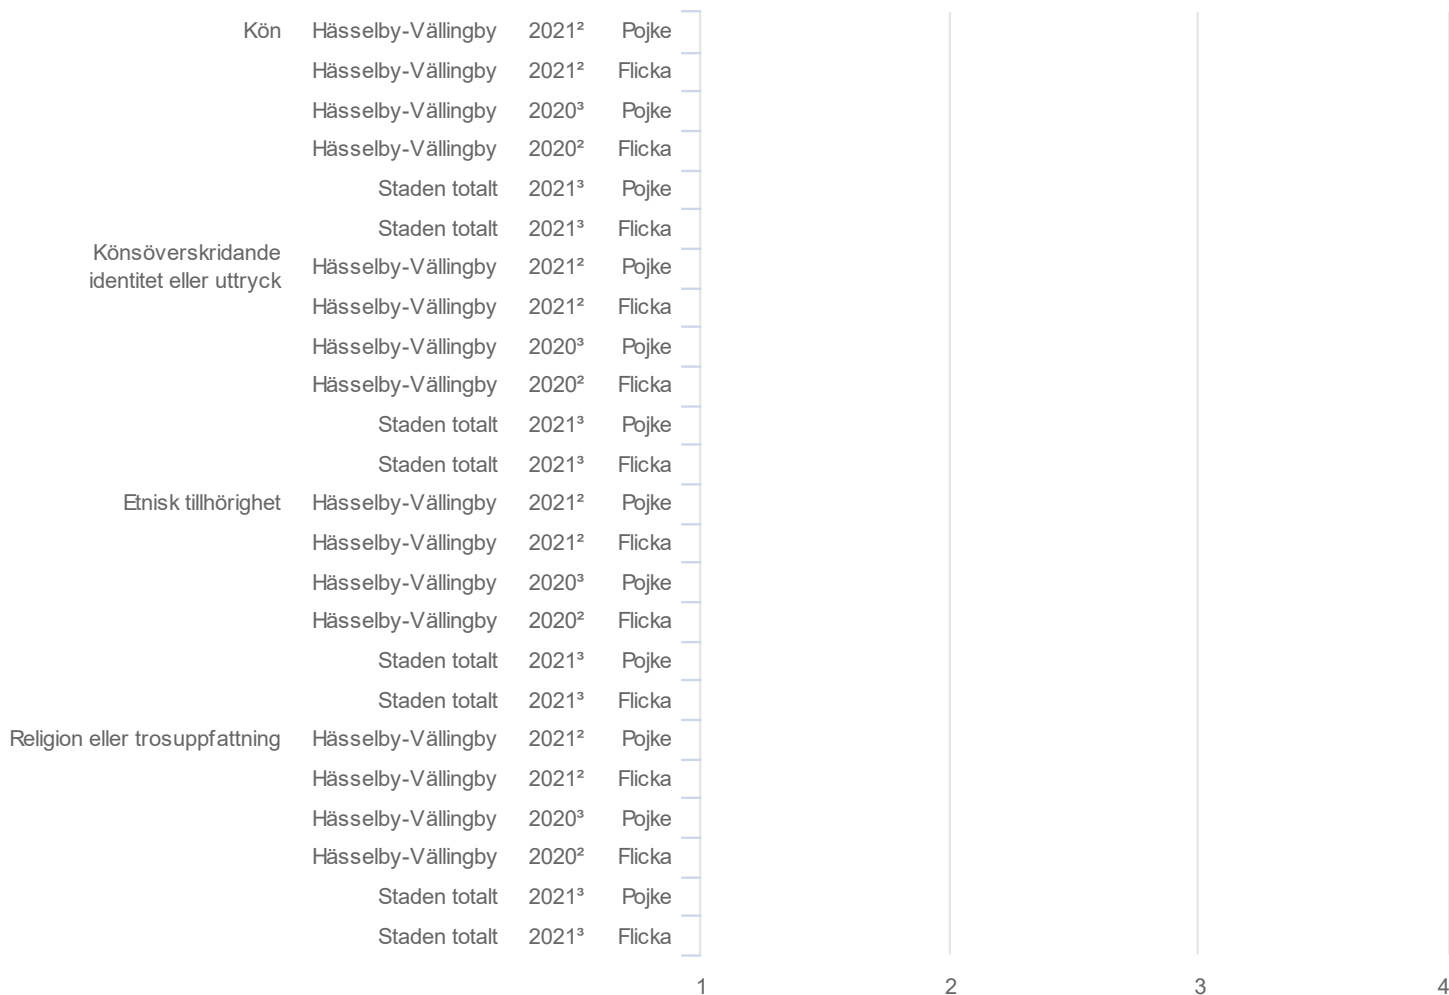 Kön Hässelby-Vällingby 2021² Pojke
Hässelby-Vällingby 2021² Flicka
Hässelby-Vällingby 2020³ Pojke
Hässelby-Vällingby 2020² Flicka
Staden totalt 2021³ Pojke
Staden totalt 2021³ Flicka
Könsöverskridande
identitet eller uttryck Hässelby-Vällingby 2021² Pojke
Hässelby-Vällingby 2021² Flicka
Hässelby-Vällingby 2020³ Pojke
Hässelby-Vällingby 2020² Flicka
Staden totalt 2021³ Pojke
Staden totalt 2021³ Flicka
Etnisk tillhörighet Hässelby-Vällingby 2021² Pojke
Hässelby-Vällingby 2021² Flicka
Hässelby-Vällingby 2020³ Pojke
Hässelby-Vällingby 2020² Flicka
Staden totalt 2021³ Pojke
Staden totalt 2021³ Flicka
Religion eller trosuppfattning Hässelby-Vällingby 2021² Pojke
Hässelby-Vällingby 2021² Flicka
Hässelby-Vällingby 2020³ Pojke
Hässelby-Vällingby 2020² Flicka
Staden totalt 2021³ Pojke
Staden totalt 2021³ Flicka
1 2 3 4